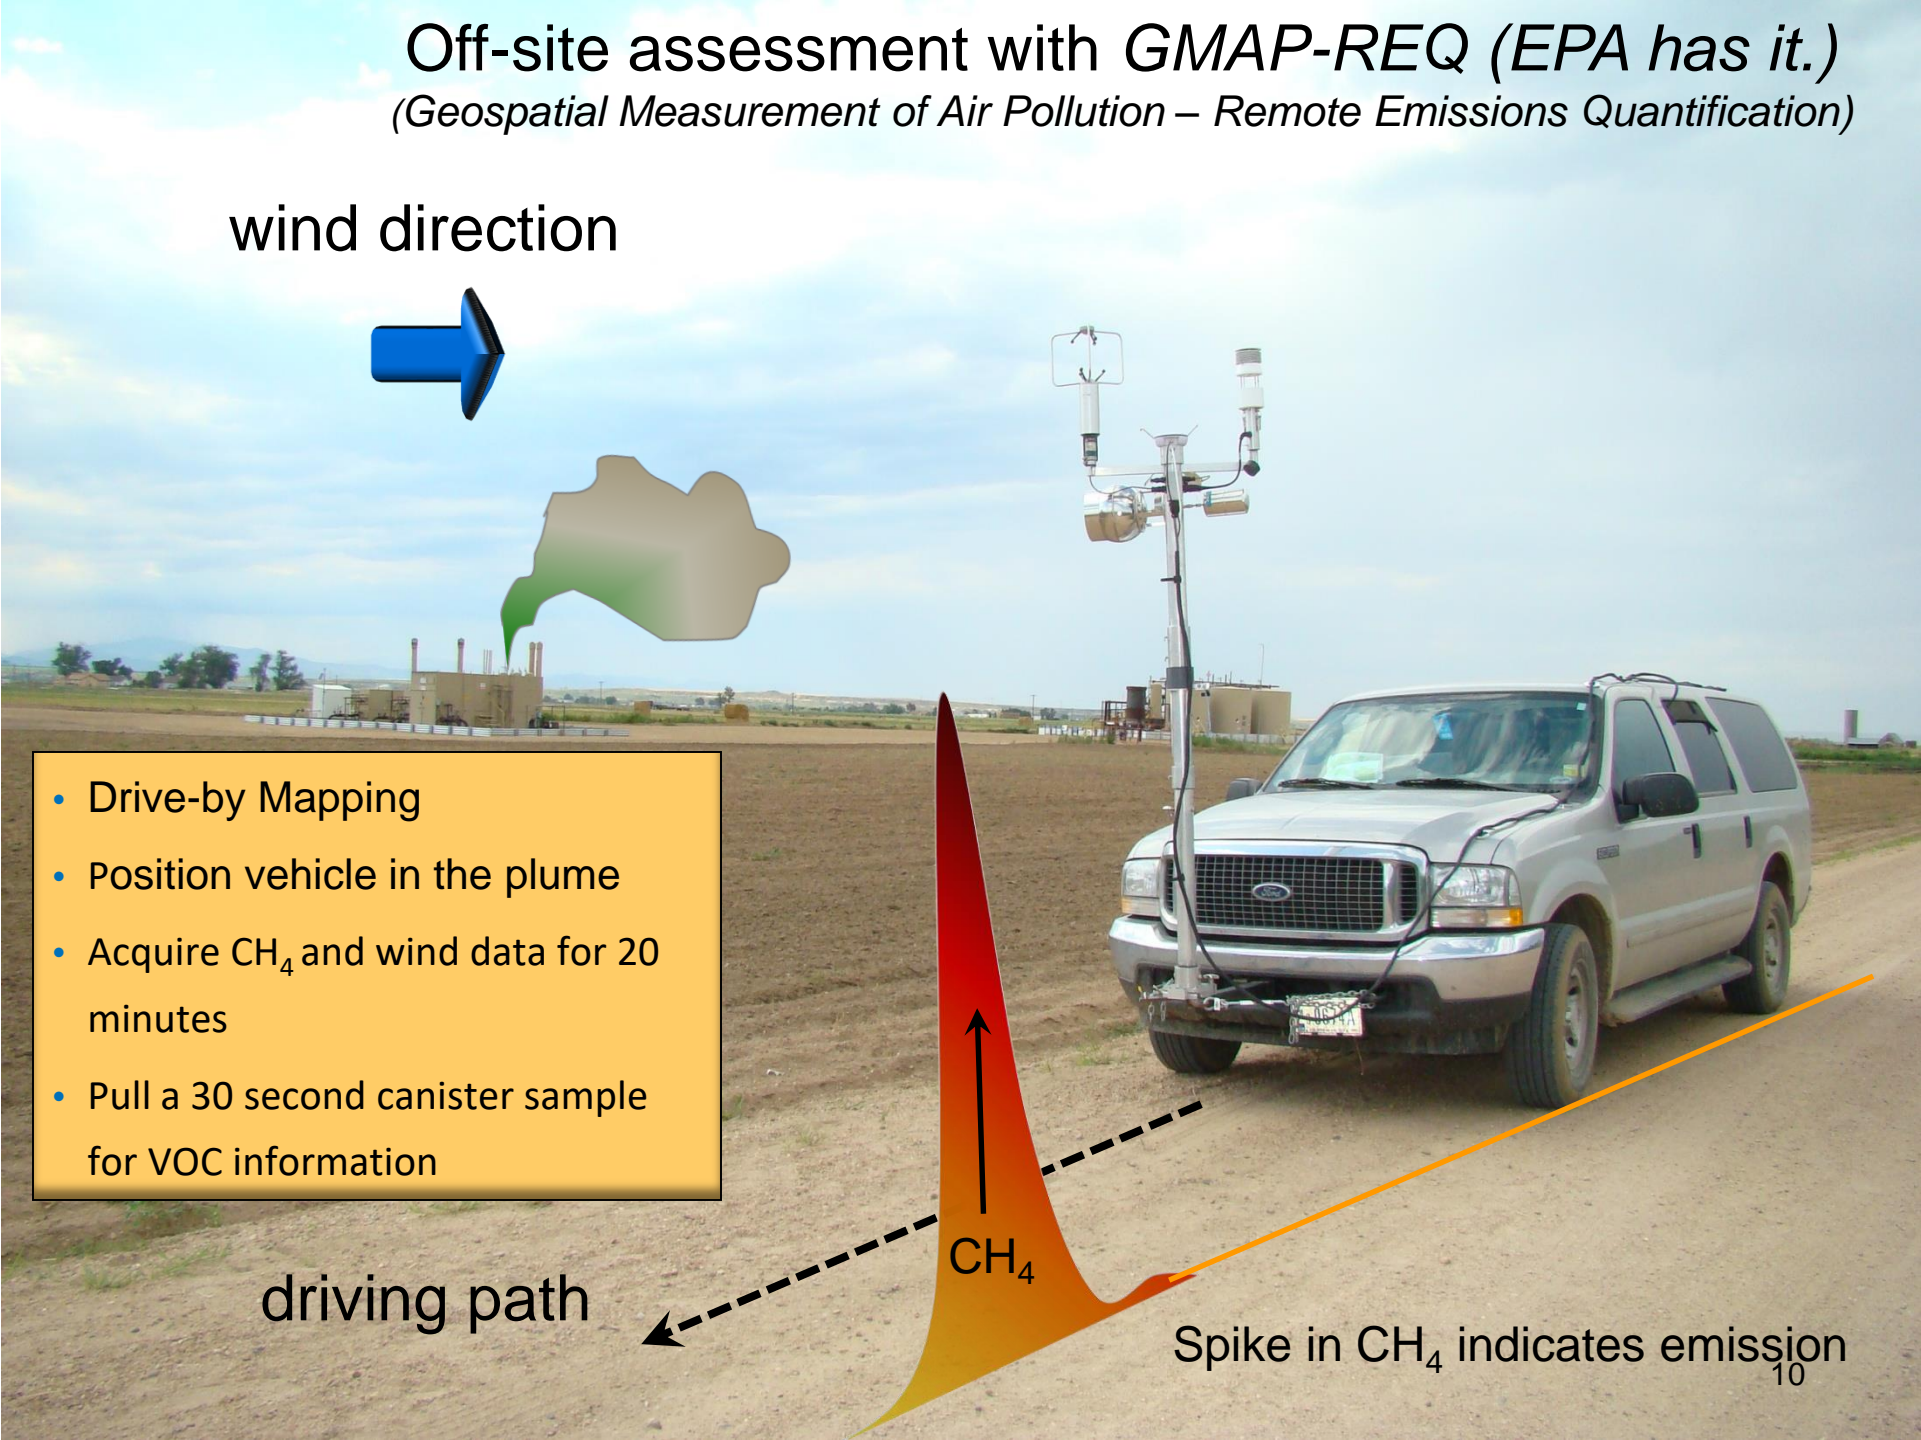 Off-site assessment with GMAP-REQ (EPA has it.)
(Geospatial Measurement of Air Pollution – Remote Emissions Quantification)
wind direction
• Drive-by Mapping
• Position vehicle in the plume
• Acquire CH₄ and wind data for 20
minutes
• Pull a 30 second canister sample
for VOC information
Ford
CH₄
driving path
Spike in CH₄ indicates emission
10